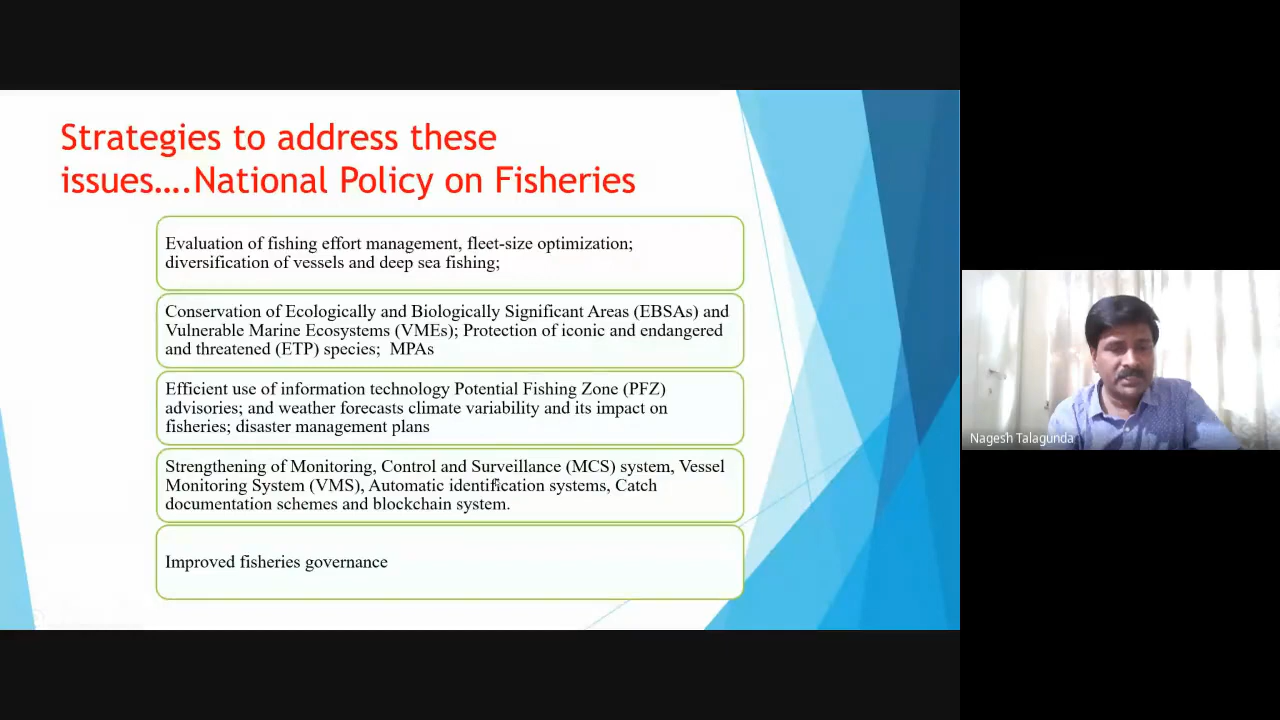 Strategies to address these
issues....National Policy on Fisheries
Evaluation of fishing effort management, fleet-size optimization;
diversification of vessels and deep sea fishing;
Conservation of Ecologically and Biologically Significant Areas (EBSAs) and
Vulnerable Marine Ecosystems (VMEs); Protection of iconic and endangered
and threatened (ETP) species;  MPAs
Efficient use of information technology Potential Fishing Zone (PFZ)
advisories; and weather forecasts climate variability and its impact on
fisheries; disaster management plans
Strengthening of Monitoring, Control and Surveillance (MCS) system, Vessel
Monitoring System (VMS), Automatic identification systems, Catch
documentation schemes and blockchain system.
Improved fisheries governance
Nagesh Talagunda